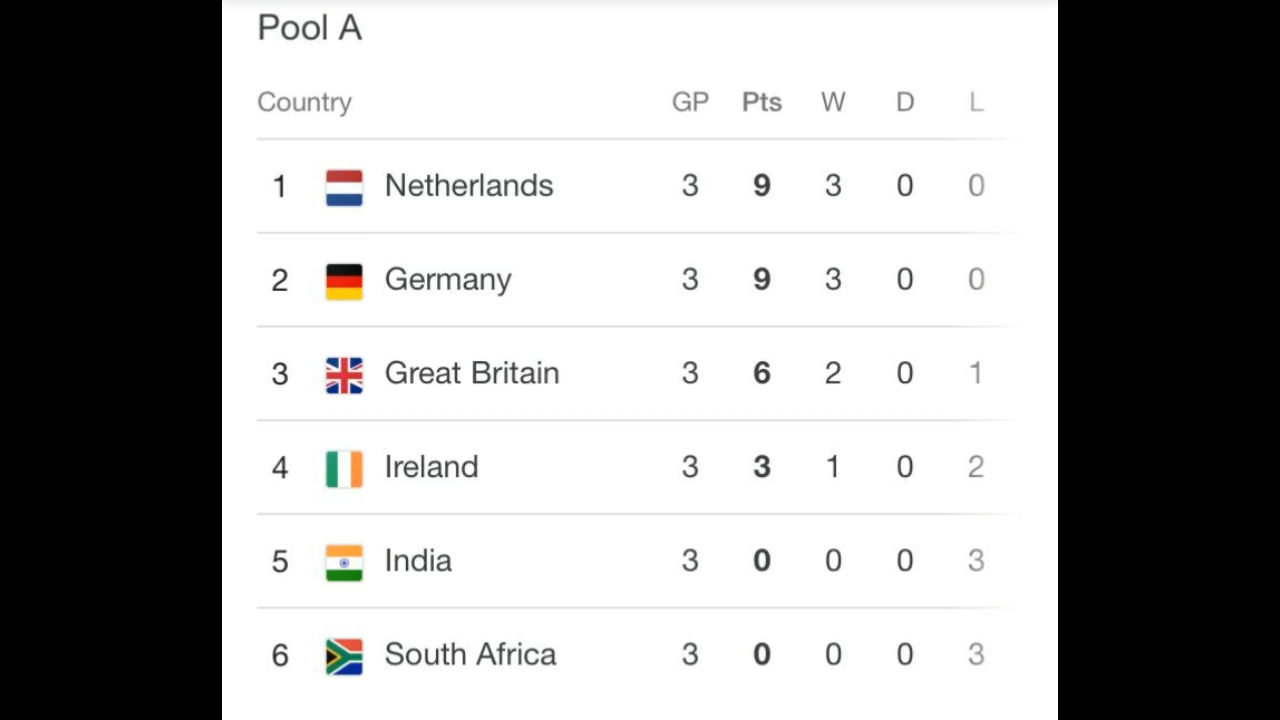 Pool A
Country GP Pts W D L
1 Netherlands 3 9 3 0 0
2 Germany 3 9 3 0 0
3 Great Britain 3 6 2 0 1
4 Ireland 3 3 1 0 2
5 India 3 0 0 0 3
6 South Africa 3 0 0 0 3